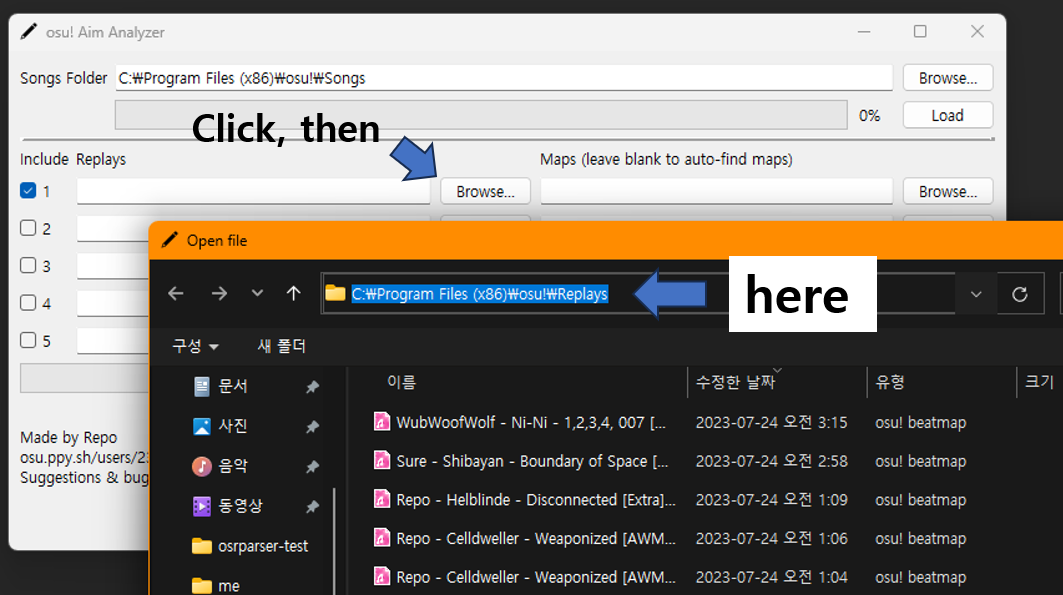 osu! Aim Analyzer
Songs Folder C:₩Program Files (x86)₩osu!₩Songs Browse...
0% Load
Click, then
Include Replays Maps (leave blank to auto-find maps)
1 Browse... Browse...
2
Open file
3
C:₩Program Files (x86)₩osu!₩Replays here
4
5
구성 새 폴더
이름 수정한 날짜 유형 크기
문서
WubWoofWolf - Ni-Ni - 1,2,3,4, 007 [... 2023-07-24 오전 3:15 osu! beatmap
사진
Made by Repo
Sure - Shibayan - Boundary of Space [... 2023-07-24 오전 2:58 osu! beatmap
osu.ppy.sh/users/2
음악
Suggestions & bug
Repo - Helblinde - Disconnected [Extra]... 2023-07-24 오전 1:09 osu! beatmap
동영상
Repo - Celldweller - Weaponized [AWM... 2023-07-24 오전 1:06 osu! beatmap
osrparser-test
Repo - Celldweller - Weaponized [AWM... 2023-07-24 오전 1:04 osu! beatmap
me